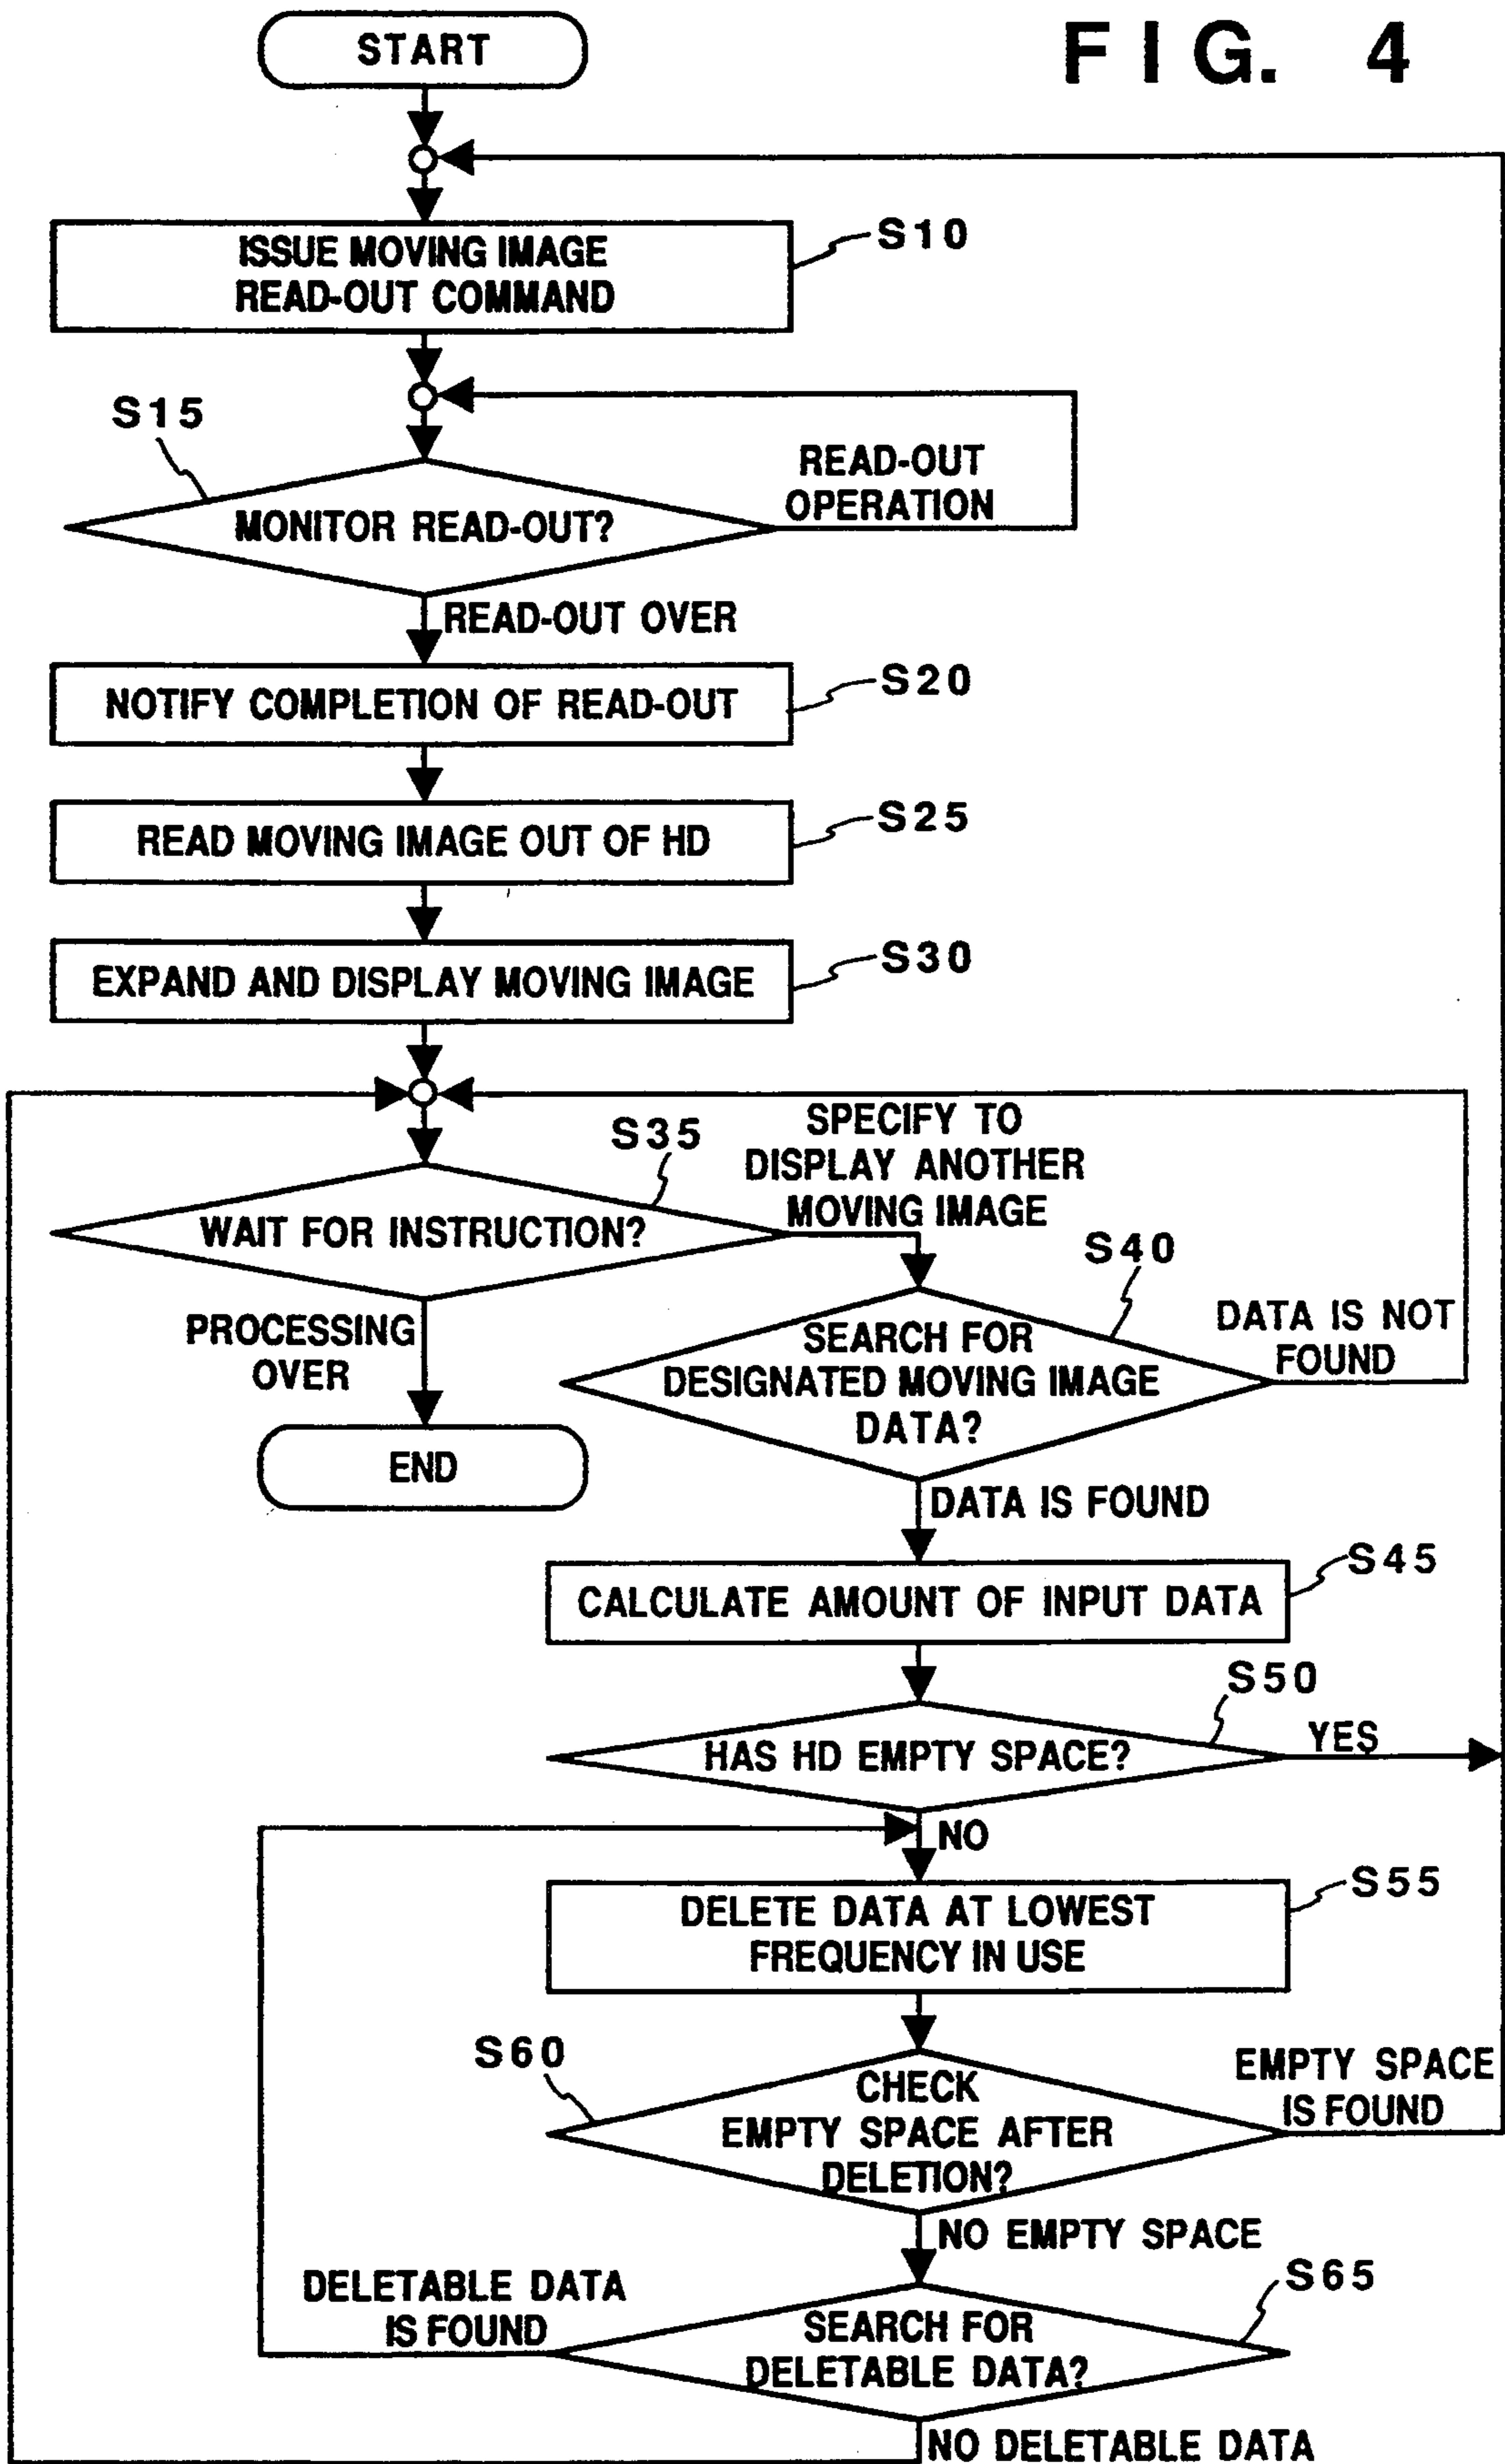 START
FIG. 4
S10
ISSUE MOVING IMAGE
READ-OUT COMMAND
S15
READ-OUT
OPERATION
MONITOR READ-OUT?
READ-OUT OVER
S20
NOTIFY COMPLETION OF READ-OUT
S25
READ MOVING IMAGE OUT OF HD
S30
EXPAND AND DISPLAY MOVING IMAGE
S35
SPECIFY TO
DISPLAY ANOTHER
MOVING IMAGE
WAIT FOR INSTRUCTION?
S40
PROCESSING
OVER
SEARCH FOR
DESIGNATED MOVING IMAGE
DATA?
DATA IS NOT
FOUND
END
DATA IS FOUND
S45
CALCULATE AMOUNT OF INPUT DATA
S50
HAS HD EMPTY SPACE?
YES
NO
S55
DELETE DATA AT LOWEST
FREQUENCY IN USE
S60
CHECK
EMPTY SPACE AFTER
DELETION?
EMPTY SPACE
IS FOUND
NO EMPTY SPACE
S65
DELETABLE DATA
IS FOUND
SEARCH FOR
DELETABLE DATA?
NO DELETABLE DATA